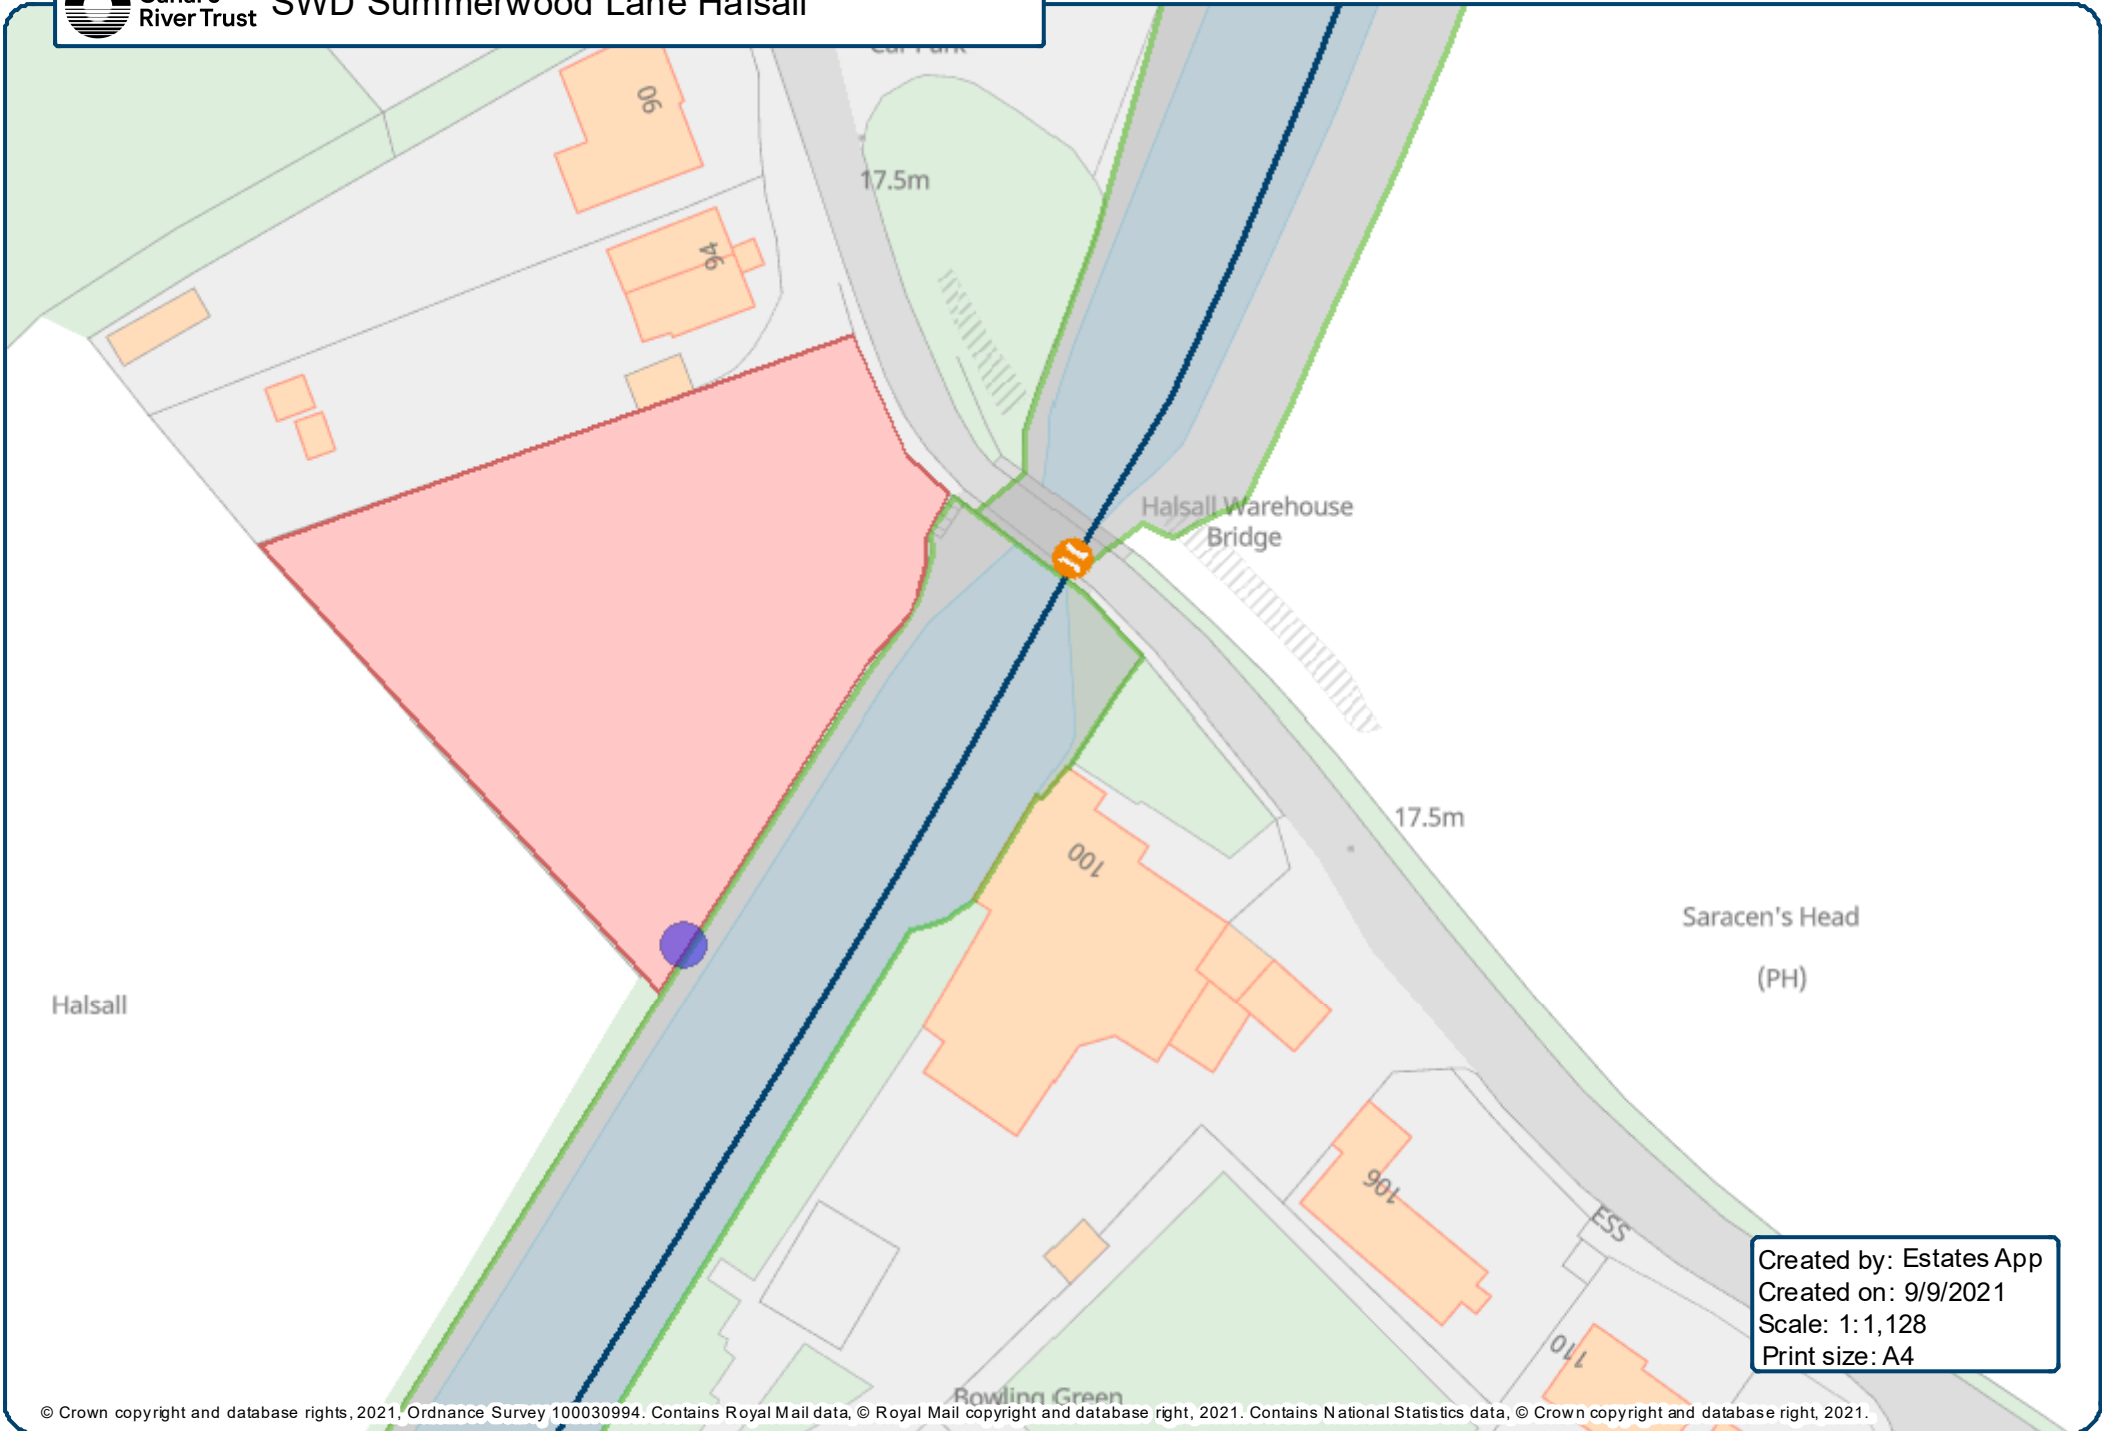 River Trust
SWD Summerwood Lane Halsall
Car Park
90
17.5m
94
Halsall Warehouse
Bridge
17.5m
100
Saracen's Head
(PH)
Halsall
106
ESS
110
Bowling Green
Created by: Estates App
Created on: 9/9/2021
Scale: 1:1,128
Print size: A4
© Crown copyright and database rights, 2021, Ordnance Survey 100030994. Contains Royal Mail data, © Royal Mail copyright and database right, 2021. Contains National Statistics data, © Crown copyright and database right, 2021.